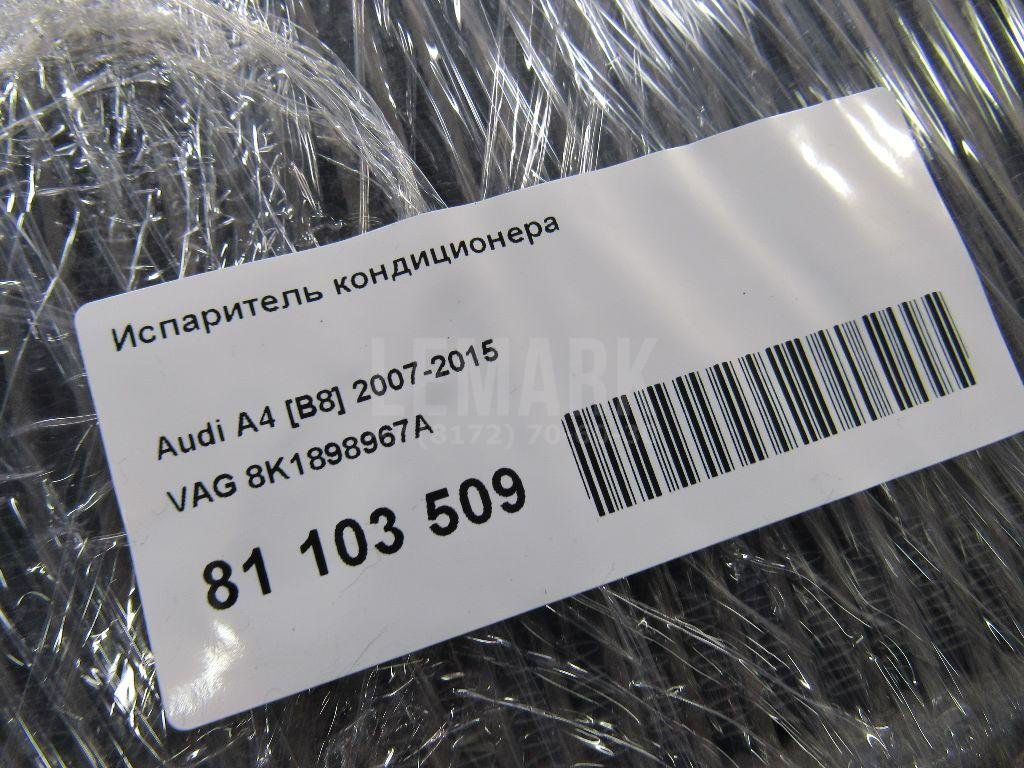 Испаритель кондиционера
LEMARK
Audi A4 [B8] 2007-2015
VAG 8K1898967A
81 103 509